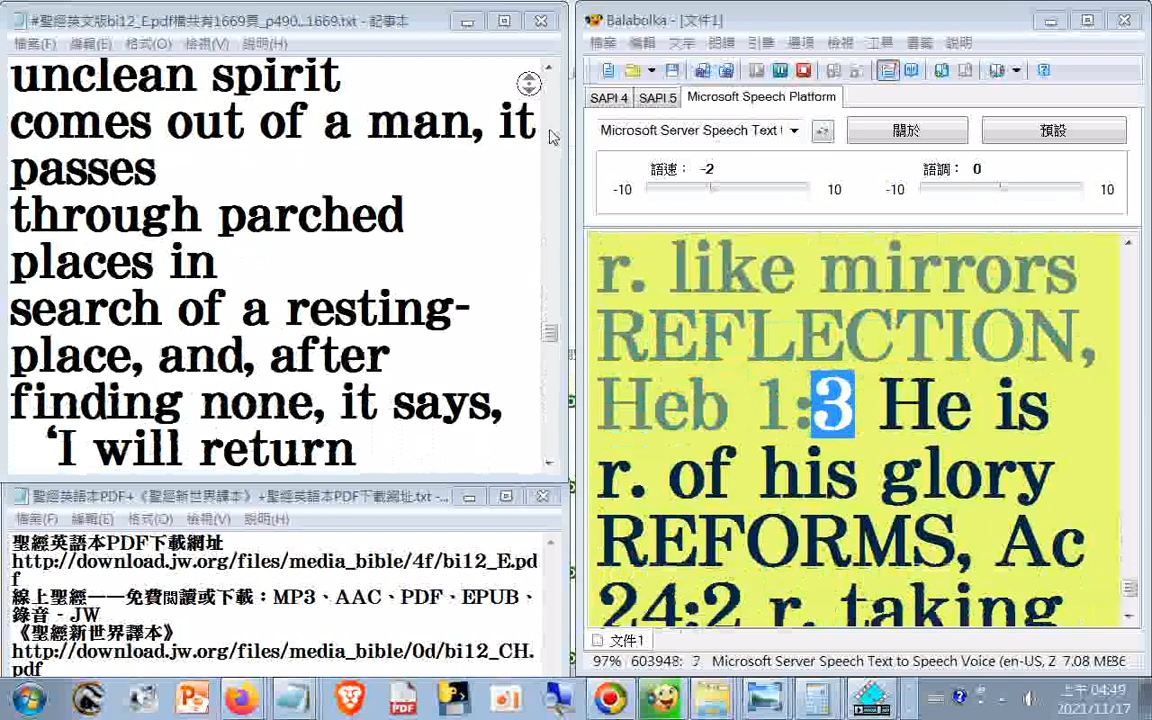 #聖經英文版bi12_E.pdf檔共有1669頁_p490...1669.txt - 記事本
檔案(F) 編輯(E) 格式(O) 檢視(V) 說明(H)
unclean spirit
comes out of a man, it
passes
through parched
places in
search of a resting-
place, and, after
finding none, it says,
‘I will return
聖經英語本PDF+《聖經新世界譯本》+聖經英語本PDF下載網址.txt - ...
檔案(F) 編輯(E) 格式(O) 檢視(V) 說明(H)
聖經英語本PDF下載網址
http://download.jw.org/files/media_bible/4f/bi12_E.pd
f
線上聖經——免費閱讀或下載：MP3、AAC、PDF、EPUB、
錄音 - JW
《聖經新世界譯本》
http://download.jw.org/files/media_bible/0d/bi12_CH.
pdf
Balabolka - [文件1]
檔案 編輯 文字 朗讀 引擎 選項 檢視 工具 書籤 說明
SAPI 4 SAPI 5 Microsoft Speech Platform
Microsoft Server Speech Text 關於 預設
語速： -2 語調： 0
-10 10 -10 10
r. like mirrors
REFLECTION,
Heb 1:3 He is
r. of his glory
REFORMS, Ac
24:2 r. taking
文件1
97% 603948: 7 Microsoft Server Speech Text to Speech Voice (en-US, Z 7.08 MB
上午 04:49
2021/11/17